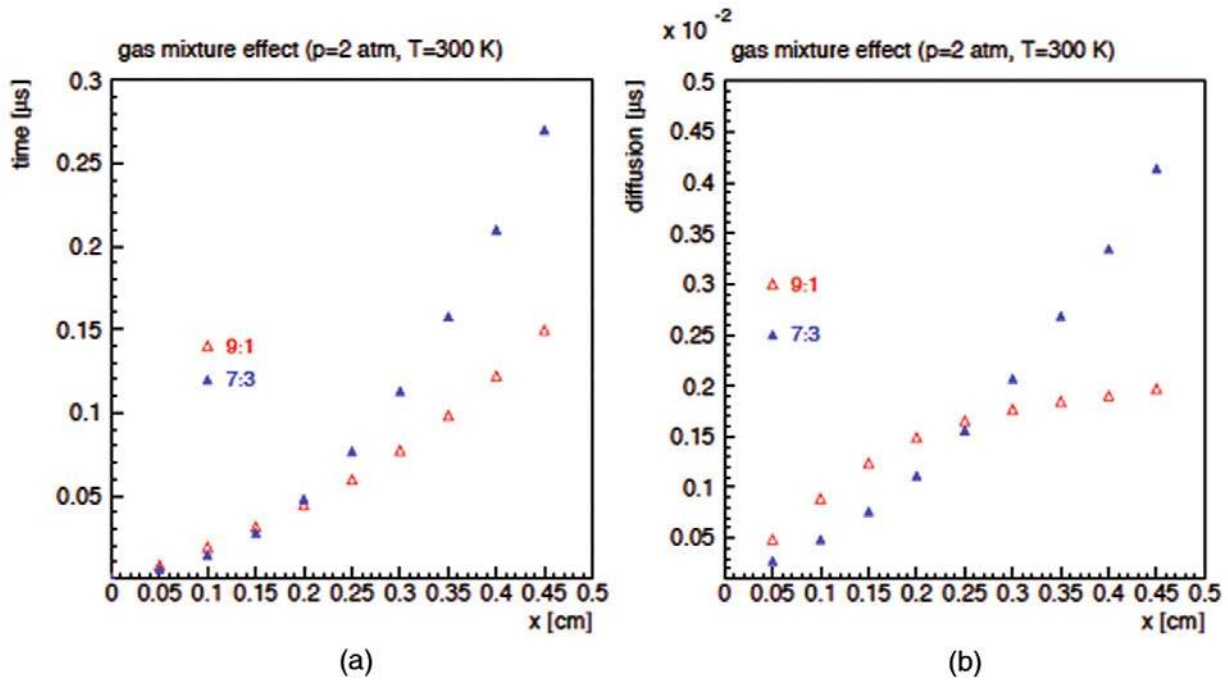 gas mixture effect (p=2 atm, T=300 K)
time [µs]
0.3
0.25
0.2
0.15
0.1
0.05
9:1
7:3
0 0.05 0.1 0.15 0.2 0.25 0.3 0.35 0.4 0.45 0.5
x [cm]
(a)
x 10 -2
gas mixture effect (p=2 atm, T=300 K)
diffusion [µs]
0.5
0.45
0.4
0.35
0.3
0.25
0.2
0.15
0.1
0.05
9:1
7:3
0 0.05 0.1 0.15 0.2 0.25 0.3 0.35 0.4 0.45 0.5
x [cm]
(b)